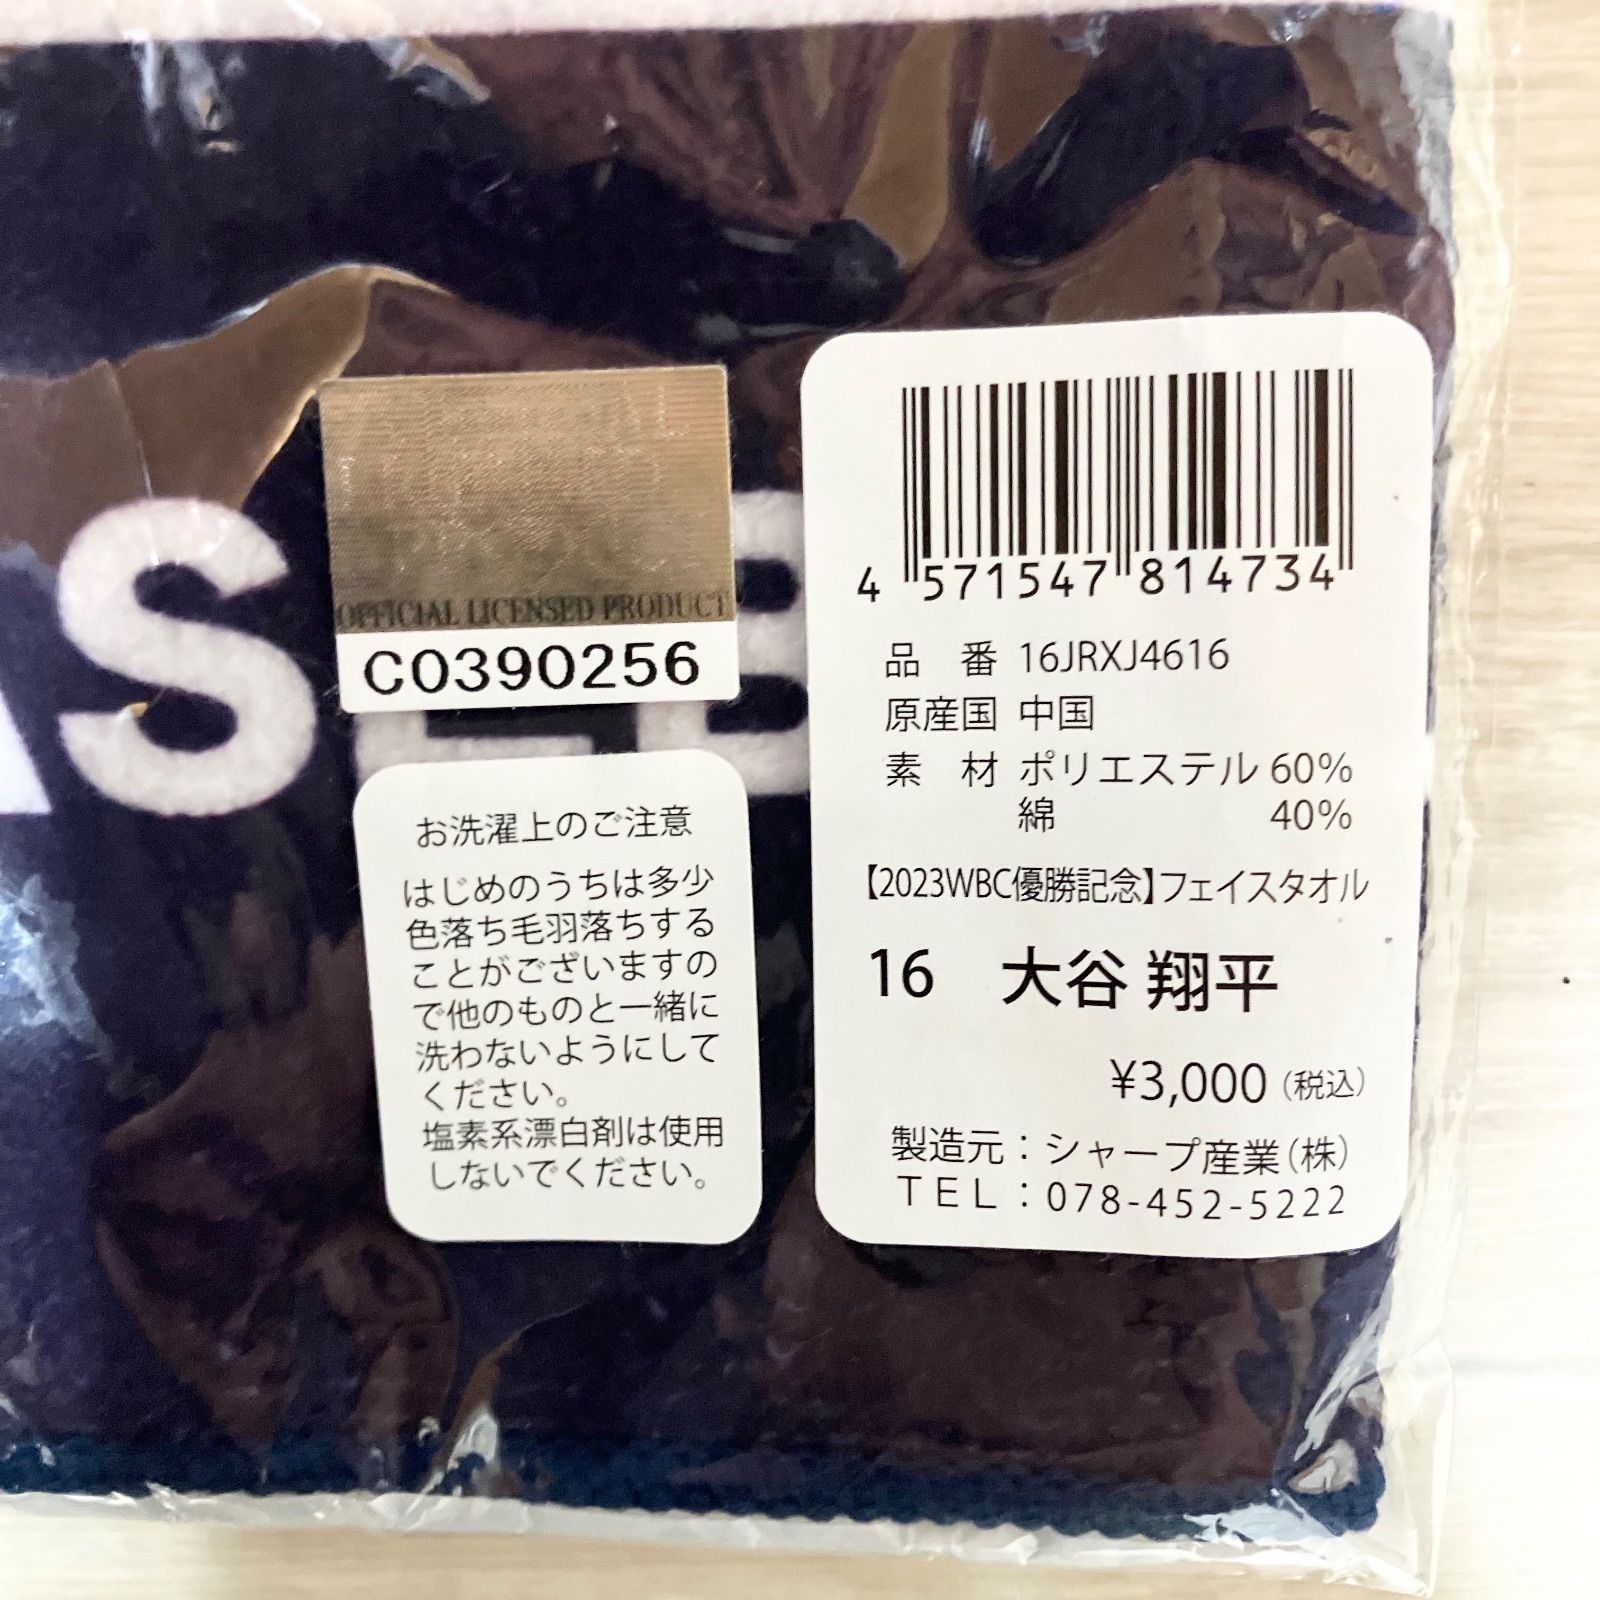 OFFICIAL LICENSED PRODUCT
C0390256
お洗濯上のご注意
はじめのうちは多少
色落ち毛羽落ちする
ことがございますの
で他のものと一緒に
洗わないようにして
ください。
塩素系漂白剤は使用
しないでください。
4 571547 814734
品　番 16JRXJ4616
原産国 中国
素　材 ポリエステル 60%
綿 40%
【2023WBC優勝記念】フェイスタオル
16 大谷 翔平
¥3,000（税込）
製造元：シャープ産業（株）
ＴＥＬ：078-452-5222